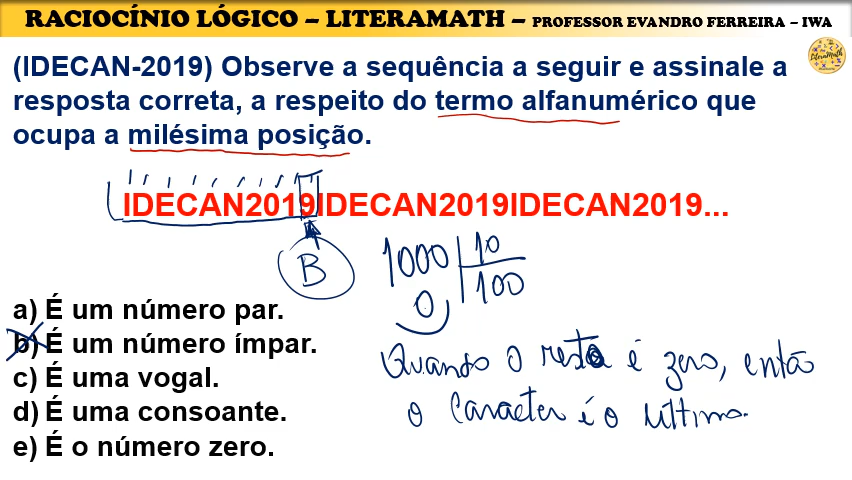 RACIOCÍNIO LÓGICO – LITERAMATH – PROFESSOR EVANDRO FERREIRA – IWA
LiteraMath
(IDECAN-2019) Observe a sequência a seguir e assinale a
resposta correta, a respeito do termo alfanumérico que
ocupa a milésima posição.
IDECAN2019IDECAN2019IDECAN2019...
B
1000 10
0 100
a) É um número par.
b) É um número ímpar.
c) É uma vogal.
d) É uma consoante.
e) É o número zero.
Quando o resto é zero, então
o caracter é o último.